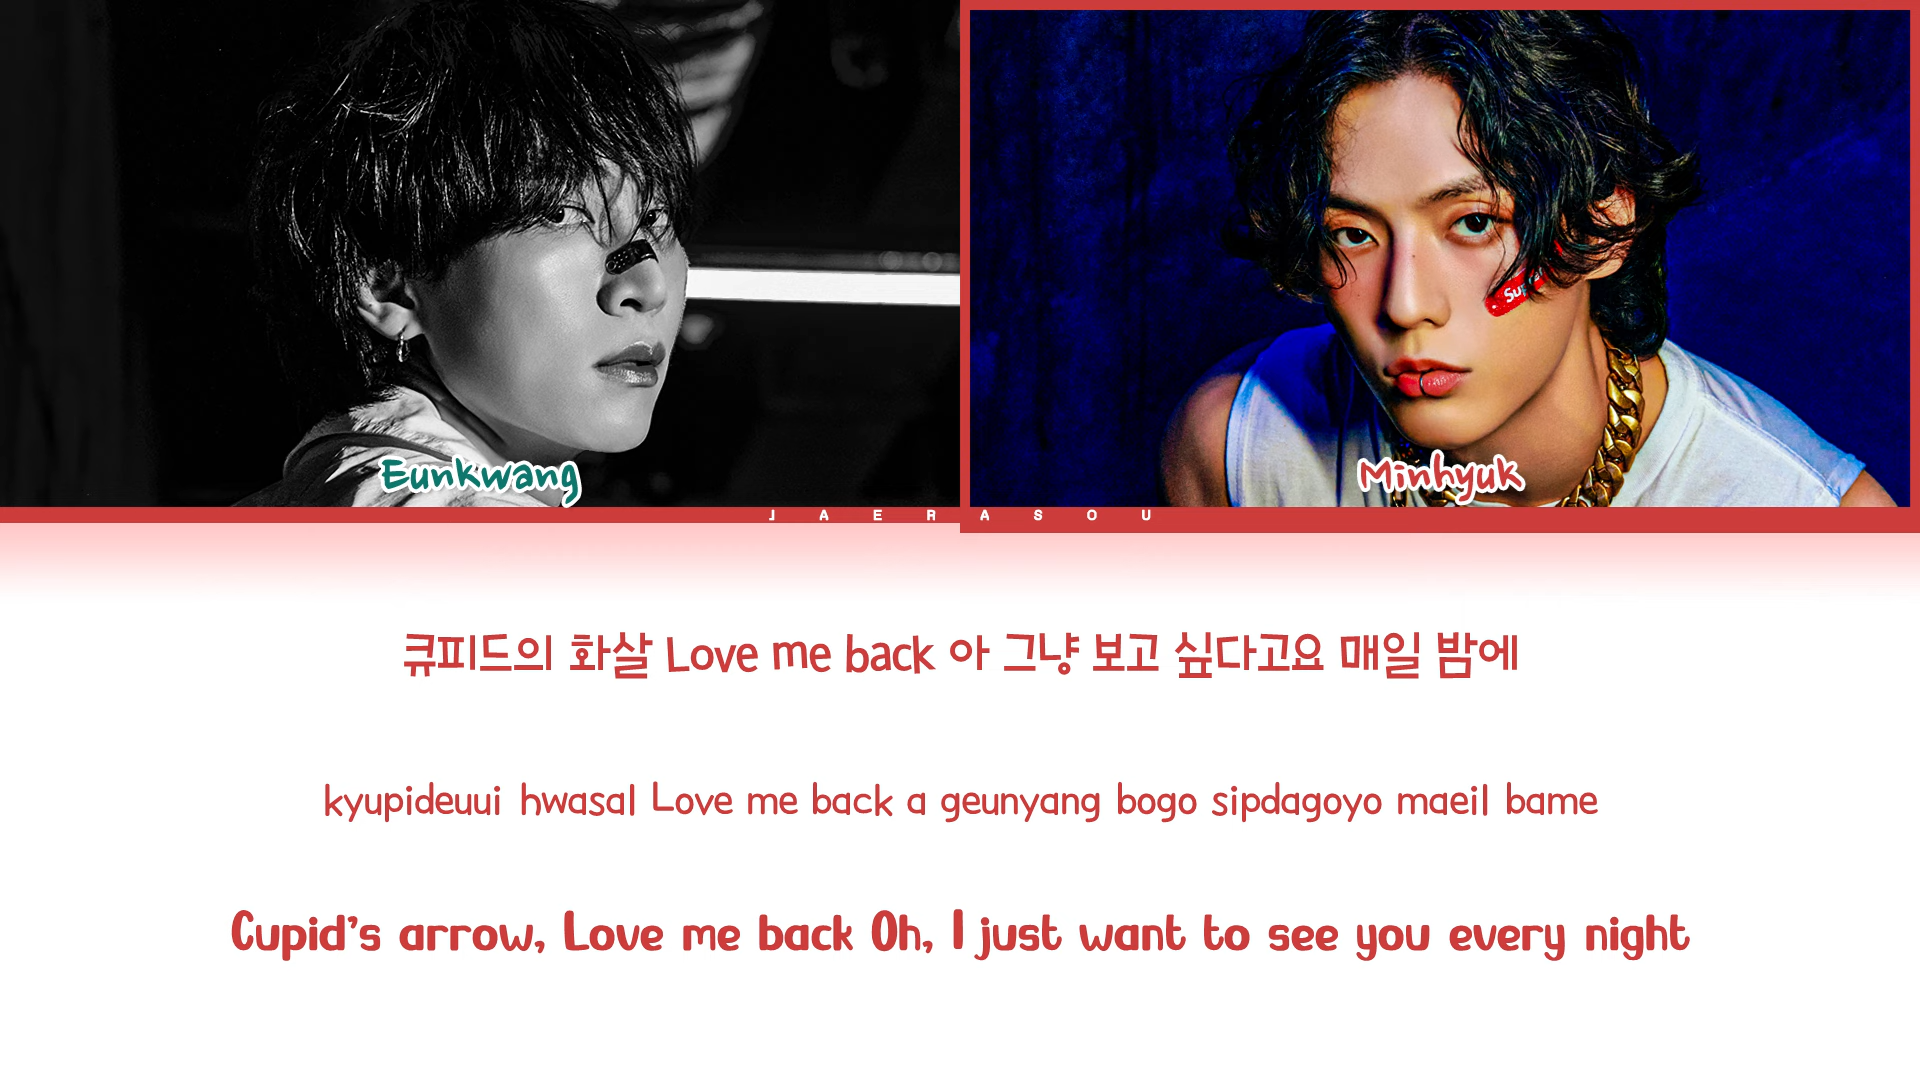 Sup
Eunkwang
Minhyuk
JAERASOU
큐피드의 화살 Love me back 아 그냥 보고 싶다고요 매일 밤에
kyupideuui hwasal Love me back a geunyang bogo sipdagoyo maeil bame
Cupid's arrow, Love me back Oh, I just want to see you every night